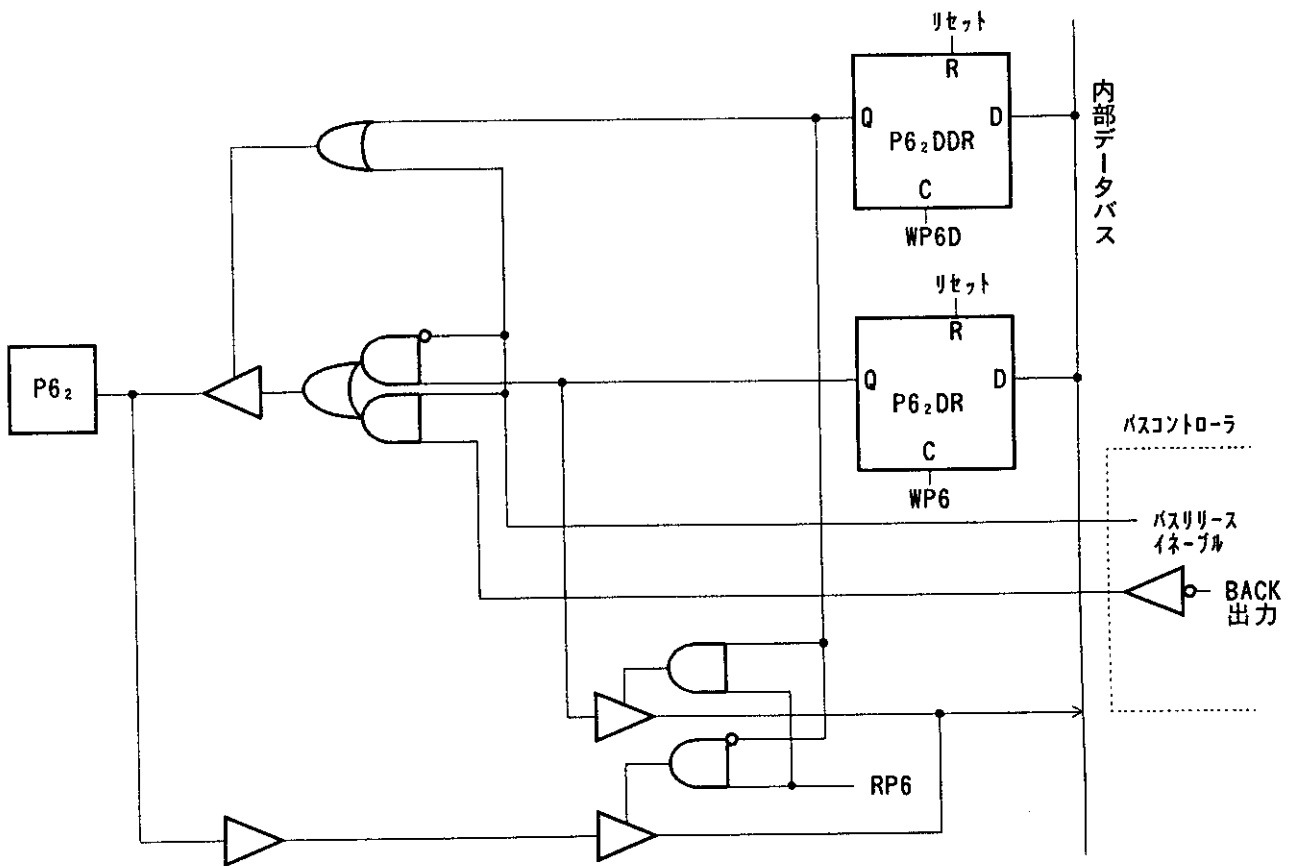 リセット
R
Q
D
P6₂DDR
C
WP6D
内部データバス
リセット
R
P6₂
Q
D
P6₂DR
C
WP6
バスコントローラ
バスリリース
イネーブル
BACK
出力
RP6